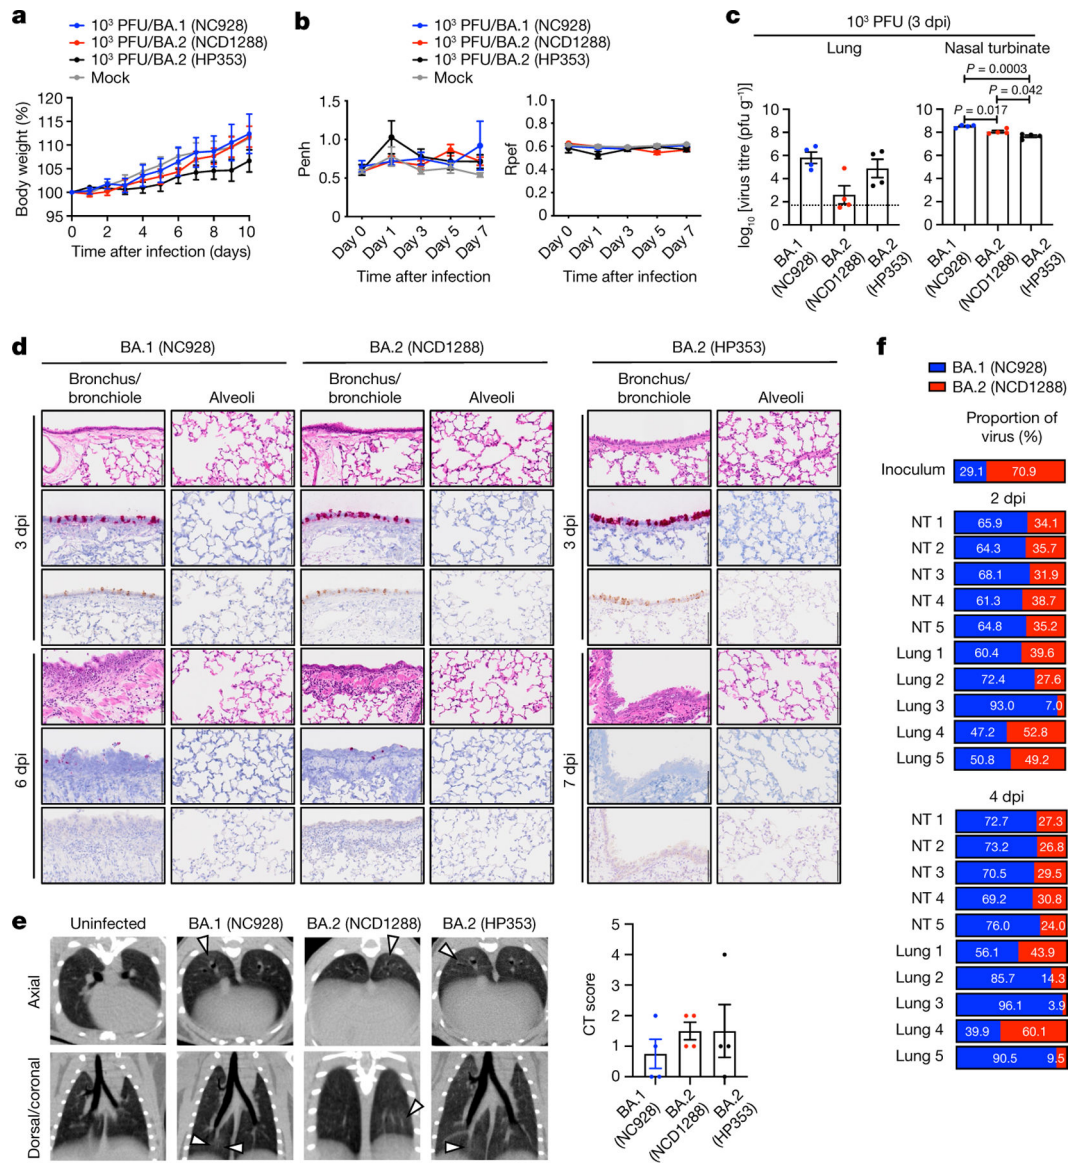 a
10³ PFU/BA.1 (NC928)
10³ PFU/BA.2 (NCD1288)
10³ PFU/BA.2 (HP353)
Mock
120
115
110
105
100
95
Body weight (%)
0
2
4
6
8
10
Time after infection (days)
b
10³ PFU/BA.1 (NC928)
10³ PFU/BA.2 (NCD1288)
10³ PFU/BA.2 (HP353)
Mock
1.5
1.0
0.5
0
Penh
Day 0
Day 1
Day 3
Day 5
Day 7
Time after infection
1.0
0.8
0.6
0.4
0.2
0
Rpef
Day 0
Day 1
Day 3
Day 5
Day 7
Time after infection
c
10³ PFU (3 dpi)
Lung
Nasal turbinate
P = 0.0003
P = 0.042
P = 0.017
log₁₀ [virus titre (pfu g⁻¹)]
10
8
6
4
2
0
BA.1
(NC928)
BA.2
(NCD1288)
BA.2
(HP353)
10
8
6
4
2
0
BA.1
(NC928)
BA.2
(NCD1288)
BA.2
(HP353)
d
BA.1 (NC928)
BA.2 (NCD1288)
BA.2 (HP353)
Bronchus/
bronchiole
Alveoli
Bronchus/
bronchiole
Alveoli
Bronchus/
bronchiole
Alveoli
3 dpi
6 dpi
3 dpi
7 dpi
e
Uninfected
BA.1 (NC928)
BA.2 (NCD1288)
BA.2 (HP353)
Axial
Dorsal/coronal
5
4
3
2
1
0
CT score
BA.1
(NC928)
BA.2
(NCD1288)
BA.2
(HP353)
f
BA.1 (NC928)
BA.2 (NCD1288)
Proportion of
virus (%)
Inoculum 29.1 70.9
2 dpi
NT 1 65.9 34.1
NT 2 64.3 35.7
NT 3 68.1 31.9
NT 4 61.3 38.7
NT 5 64.8 35.2
Lung 1 60.4 39.6
Lung 2 72.4 27.6
Lung 3 93.0 7.0
Lung 4 47.2 52.8
Lung 5 50.8 49.2
4 dpi
NT 1 72.7 27.3
NT 2 73.2 26.8
NT 3 70.5 29.5
NT 4 69.2 30.8
NT 5 76.0 24.0
Lung 1 56.1 43.9
Lung 2 85.7 14.3
Lung 3 96.1 3.9
Lung 4 39.9 60.1
Lung 5 90.5 9.5